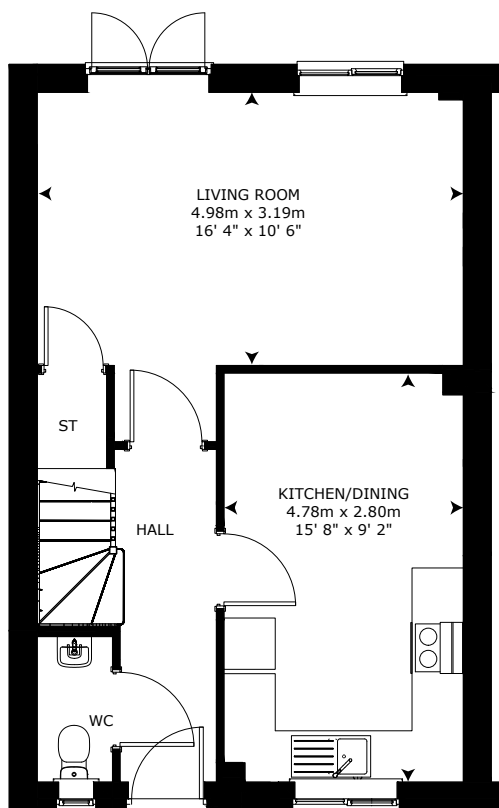 LIVING ROOM
4.98m x 3.19m
16' 4" x 10' 6"
ST
KITCHEN/DINING
4.78m x 2.80m
15' 8" x 9' 2"
HALL
WC